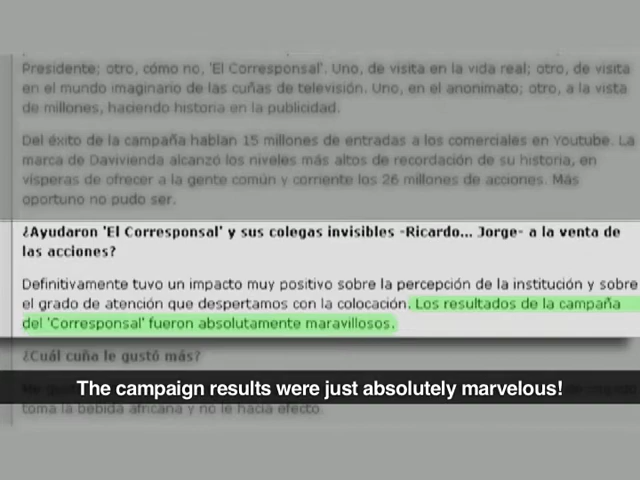 Presidente; otro, cómo no, 'El Corresponsal'. Uno, de visita en la vida real; otro, de visita
en el mundo imaginario de las cuñas de televisión. Uno, en el anonimato; otro, a la vista
de millones, haciendo historia en la publicidad.
Del éxito de la campaña hablan 15 millones de entradas a los comerciales en Youtube. La
marca de Davivienda alcanzó los niveles más altos de recordación de su historia, en
vísperas de ofrecer a la gente común y corriente los 26 millones de acciones. Más
oportuno no pudo ser.
¿Ayudaron 'El Corresponsal' y sus colegas invisibles -Ricardo... Jorge- a la venta de
las acciones?
Definitivamente tuvo un impacto muy positivo sobre la percepción de la institución y sobre
el grado de atención que despertamos con la colocación. Los resultados de la campaña
del 'Corresponsal' fueron absolutamente maravillosos.
¿Cuál cuña le gustó más?
The campaign results were just absolutely marvelous!
toma la bebida africana y no le hacía efecto.